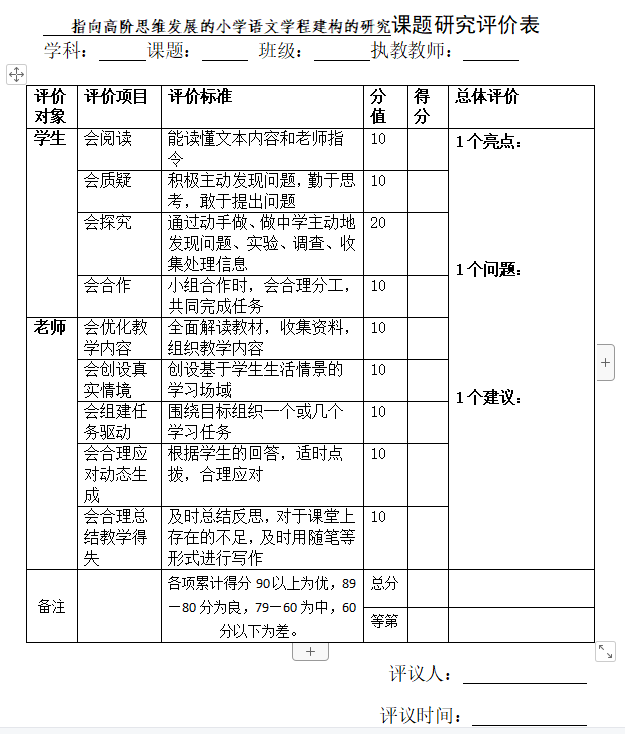 指向高阶思维发展的小学语文学程建构的研究课题研究评价表
学科：_____课题：_____ 班级：______执教教师：______
评价对象 评价项目 评价标准 分值 得分 总体评价
学生 会阅读 能读懂文本内容和老师指令 10
1个亮点：
会质疑 积极主动发现问题，勤于思考，敢于提出问题 10
会探究 通过动手做、做中学主动地发现问题、实验、调查、收集处理信息 20
1个问题：
会合作 小组合作时，会合理分工，共同完成任务 10
老师 会优化教学内容 全面解读教材，收集资料，组织教学内容 10
会创设真实情境 创设基于学生生活情景的学习场域 10
1个建议：
会组建任务驱动 围绕目标组织一个或几个学习任务 10
会合理应对动态生成 根据学生的回答，适时点拨，合理应对 10
会合理总结教学得失 及时总结反思，对于课堂上存在的不足，及时用随笔等形式进行写作 10
备注 各项累计得分90以上为优，89—80分为良，79—60为中，60分以下为差。 总分
等第
评议人：____________
评议时间：____________